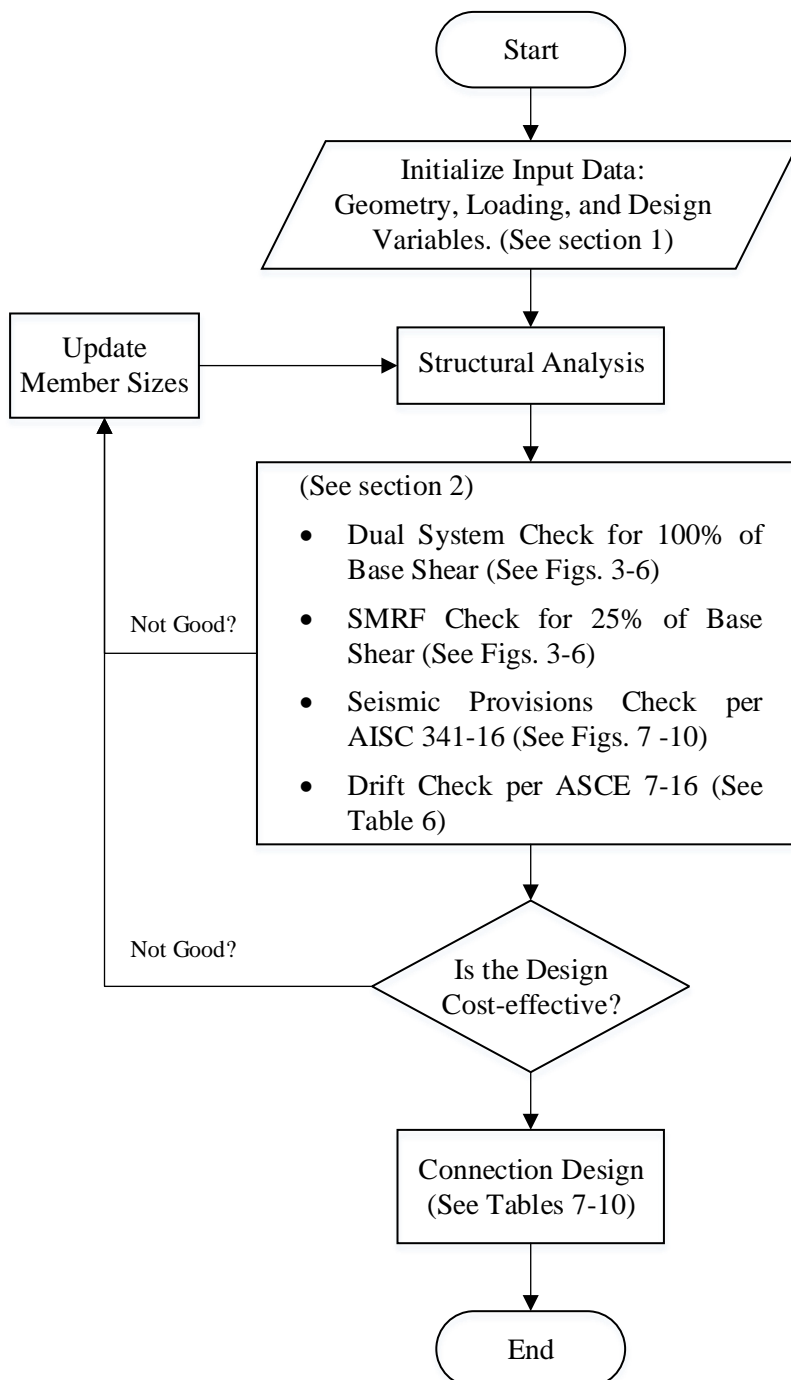 Start
Initialize Input Data:
Geometry, Loading, and Design
Variables. (See section 1)
Update
Member Sizes
Structural Analysis
(See section 2)
• Dual System Check for 100% of
Base Shear (See Figs. 3-6)
• SMRF Check for 25% of Base
Shear (See Figs. 3-6)
• Seismic Provisions Check per
AISC 341-16 (See Figs. 7 -10)
• Drift Check per ASCE 7-16 (See
Table 6)
Not Good?
Not Good?
Is the Design
Cost-effective?
Connection Design
(See Tables 7-10)
End